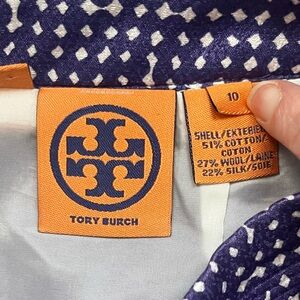 TORY BURCH
10
SHELL/EXTERIEUR
51% COTTON/
COTON
27% WOOL/LAINE
22% SILK/SOIE